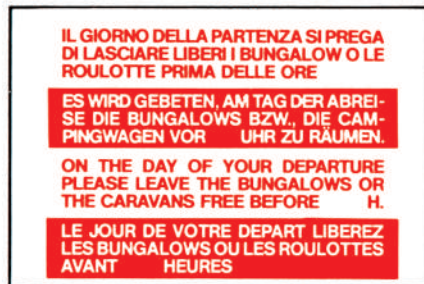 IL GIORNO DELLA PARTENZA SI PREGA
DI LASCIARE LIBERI I BUNGALOW O LE
ROULOTTE PRIMA DELLE ORE
ES WIRD GEBETEN, AM TAG DER ABREI-
SE DIE BUNGALOWS BZW., DIE CAM-
PINGWAGEN VOR UHR ZU RÄUMEN.
ON THE DAY OF YOUR DEPARTURE
PLEASE LEAVE THE BUNGALOWS OR
THE CARAVANS FREE BEFORE H.
LE JOUR DE VOTRE DEPART LIBEREZ
LES BUNGALOWS OU LES ROULOTTES
AVANT HEURES